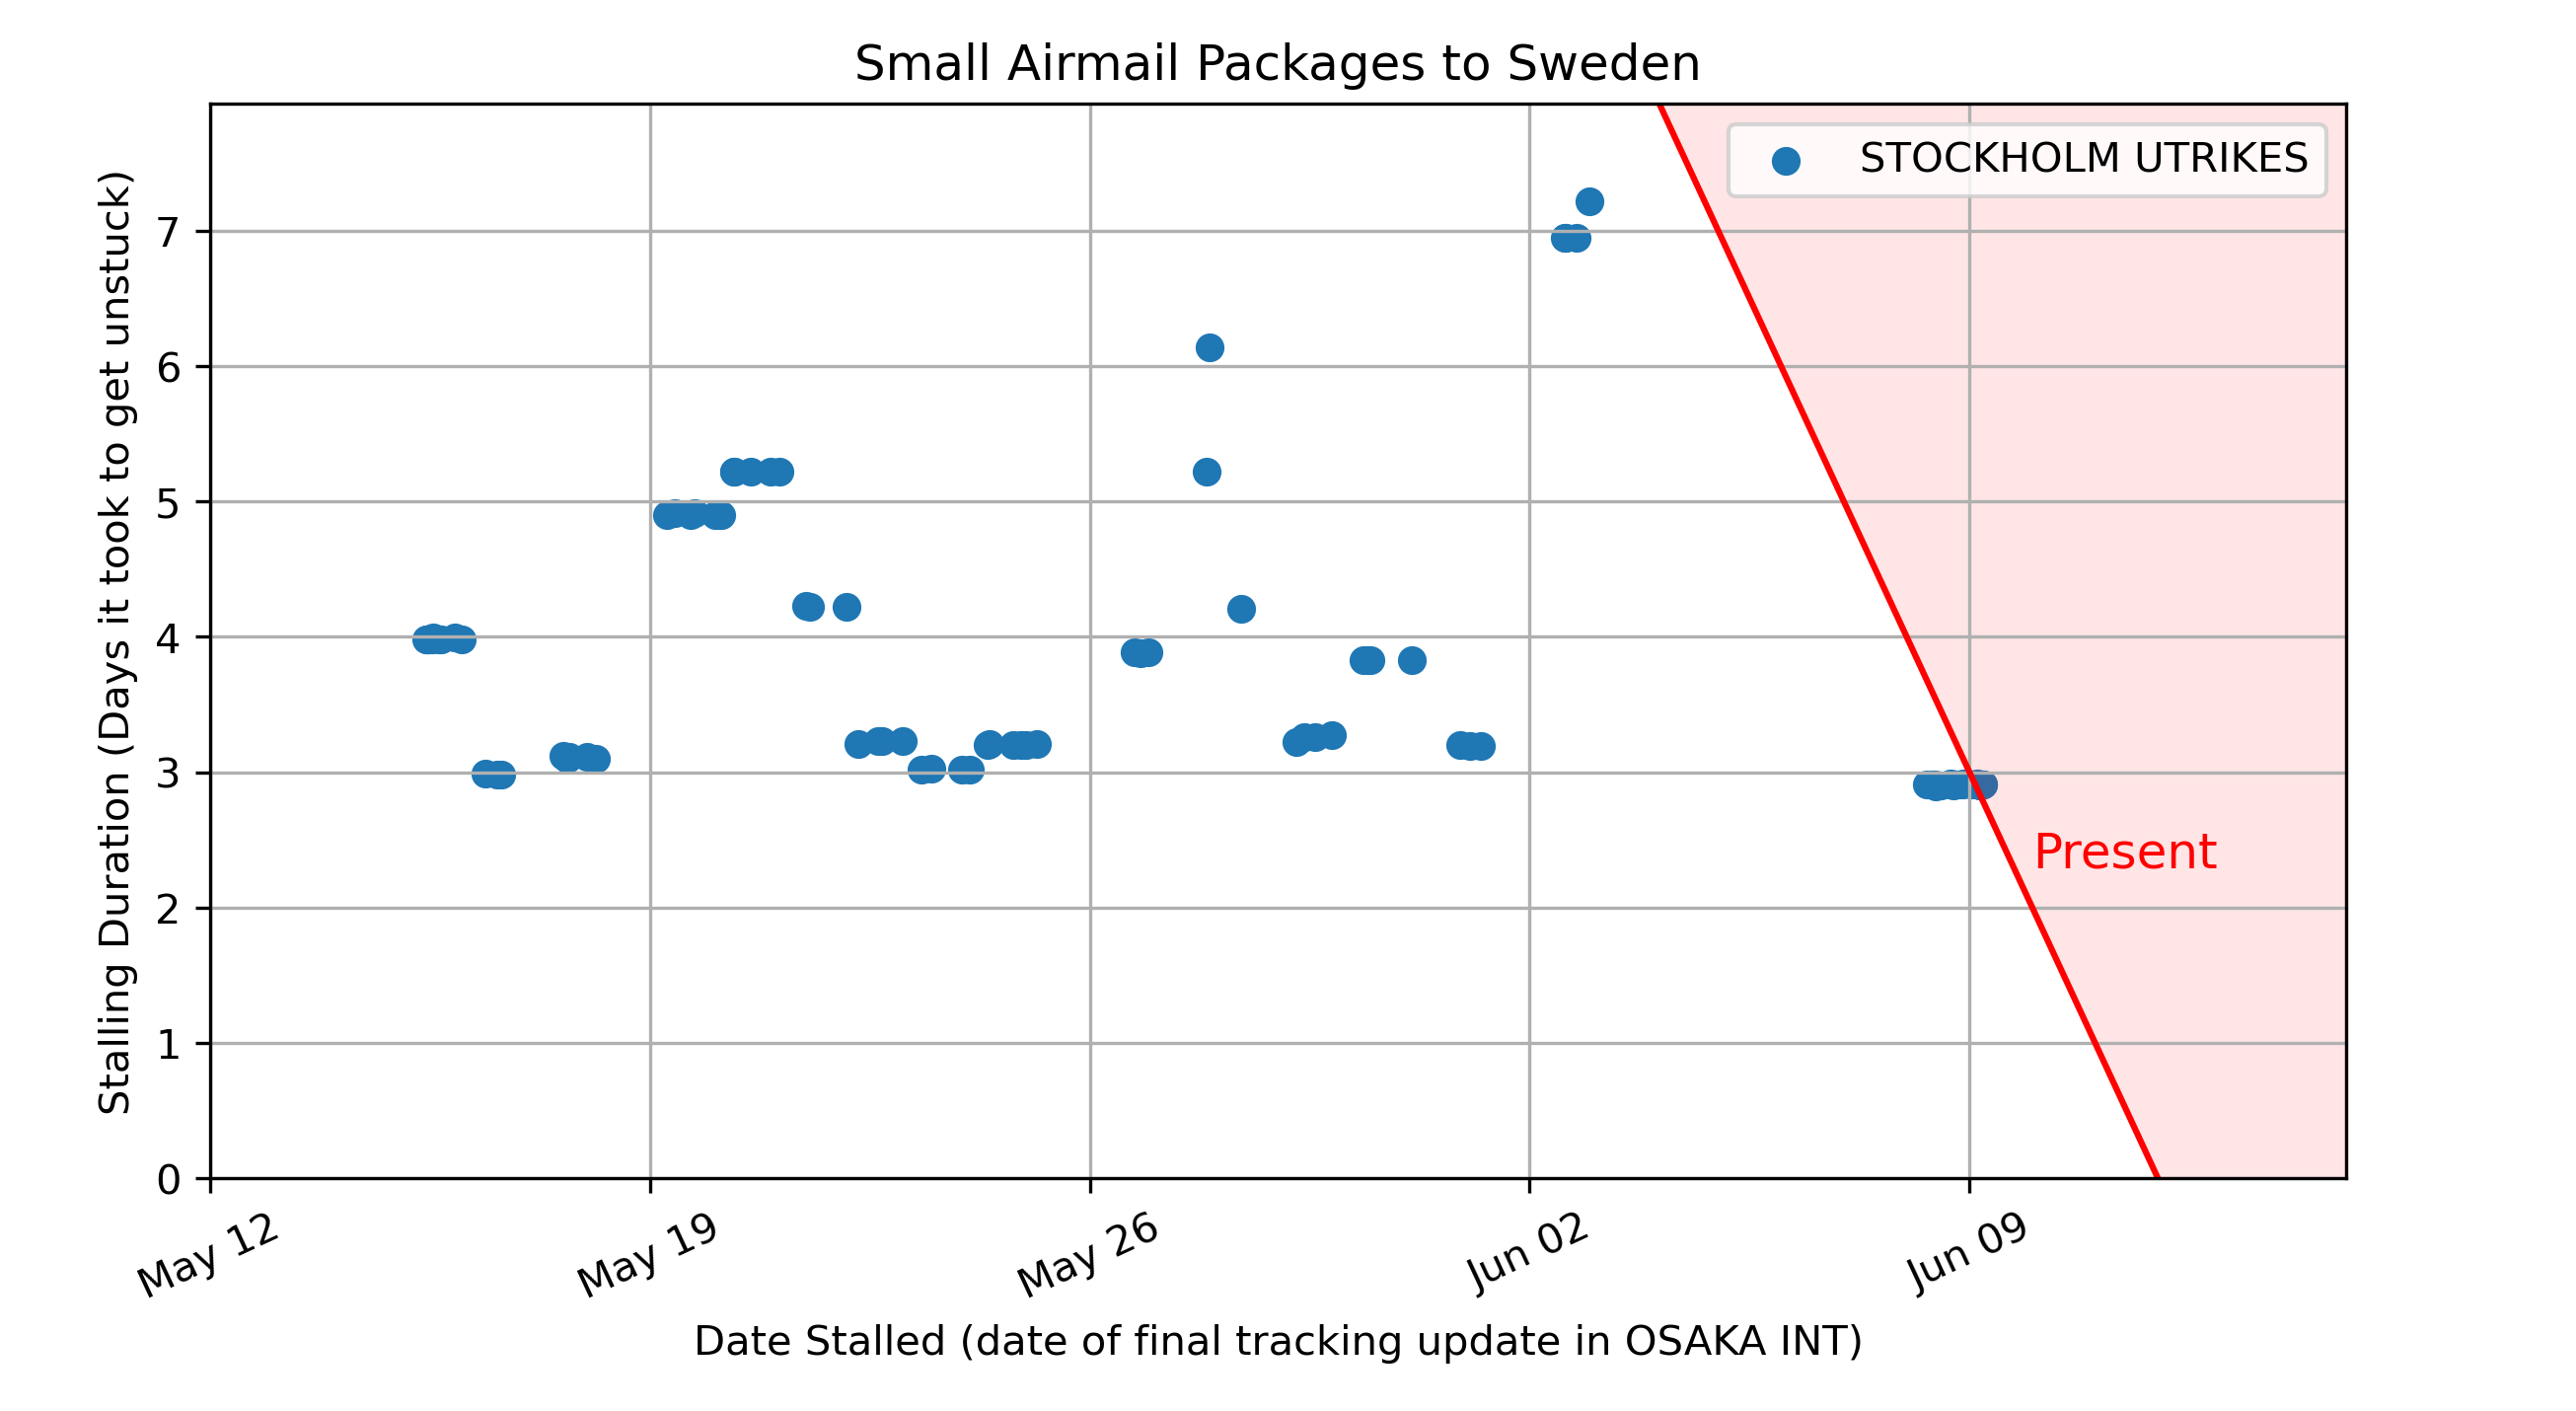 Small Airmail Packages to Sweden
STOCKHOLM UTRIKES
Stalling Duration (Days it took to get unstuck)
7
6
5
4
3
2
1
0
Present
May 12
May 19
May 26
Jun 02
Jun 09
Date Stalled (date of final tracking update in OSAKA INT)